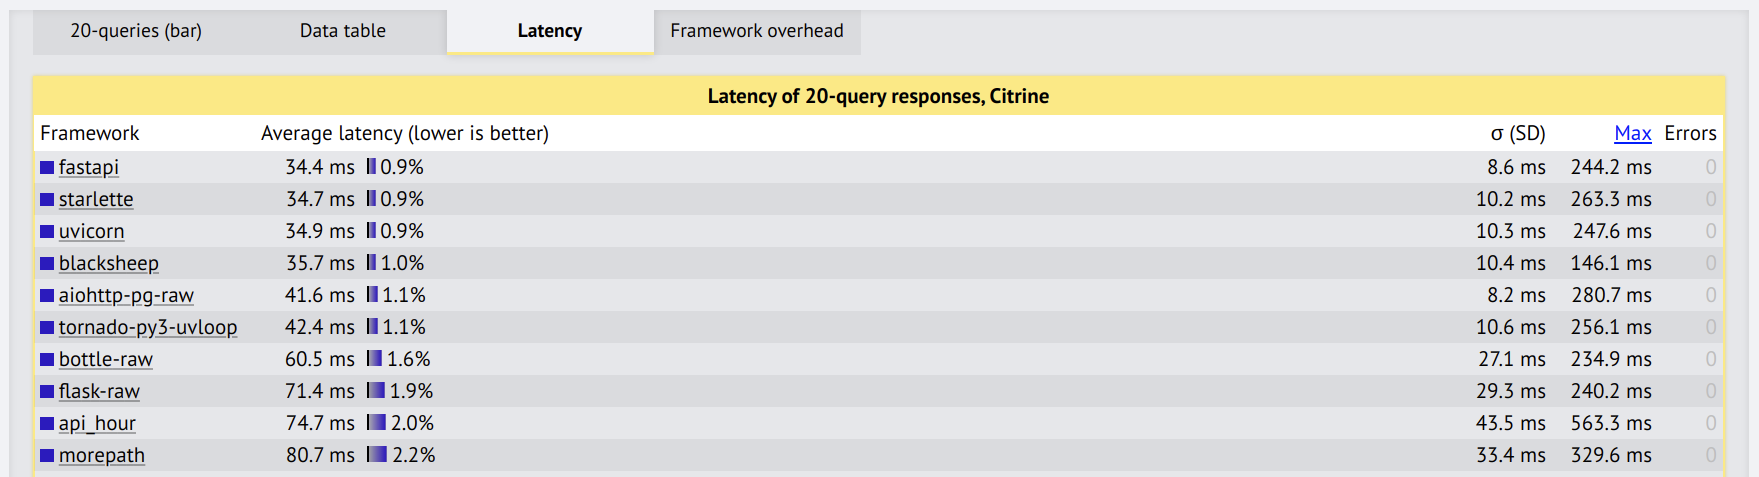 20-queries (bar) Data table Latency Framework overhead
Latency of 20-query responses, Citrine
Framework Average latency (lower is better) σ (SD) Max Errors
fastapi 34.4 ms 0.9% 8.6 ms 244.2 ms 0
starlette 34.7 ms 0.9% 10.2 ms 263.3 ms 0
uvicorn 34.9 ms 0.9% 10.3 ms 247.6 ms 0
blacksheep 35.7 ms 1.0% 10.4 ms 146.1 ms 0
aiohttp-pg-raw 41.6 ms 1.1% 8.2 ms 280.7 ms 0
tornado-py3-uvloop 42.4 ms 1.1% 10.6 ms 256.1 ms 0
bottle-raw 60.5 ms 1.6% 27.1 ms 234.9 ms 0
flask-raw 71.4 ms 1.9% 29.3 ms 240.2 ms 0
api_hour 74.7 ms 2.0% 43.5 ms 563.3 ms 0
morepath 80.7 ms 2.2% 33.4 ms 329.6 ms 0